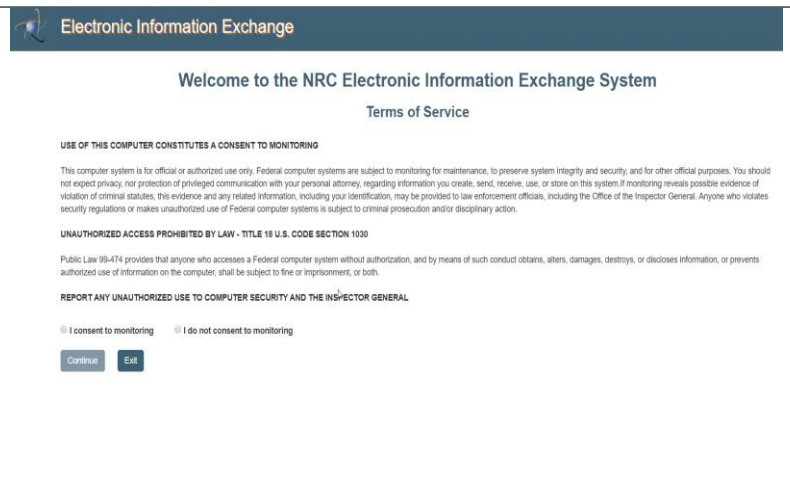 Electronic Information Exchange
Welcome to the NRC Electronic Information Exchange System
Terms of Service
USE OF THIS COMPUTER CONSTITUTES A CONSENT TO MONITORING
This computer system is for official or authorized use only. Federal computer systems are subject to monitoring for maintenance, to preserve system integrity and security, and for other official purposes. You should
not expect privacy, nor protection of privileged communication with your personal attorney, regarding information you create, send, receive, use, or store on this system.If monitoring reveals possible evidence of
violation of criminal statutes, this evidence and any related information, including your identification, may be provided to law enforcement officials, including the Office of the Inspector General. Anyone who violates
security regulations or makes unauthorized use of Federal computer systems is subject to criminal prosecution and/or disciplinary action.
UNAUTHORIZED ACCESS PROHIBITED BY LAW - TITLE 18 U.S. CODE SECTION 1030
Public Law 99-474 provides that anyone who accesses a Federal computer system without authorization, and by means of such conduct obtains, alters, damages, destroys, or discloses Information, or prevents
authorized use of information on the computer, shall be subject to fine or imprisonment, or both.
REPORT ANY UNAUTHORIZED USE TO COMPUTER SECURITY AND THE INSPECTOR GENERAL
I consent to monitoring I do not consent to monitoring
Continue Exit